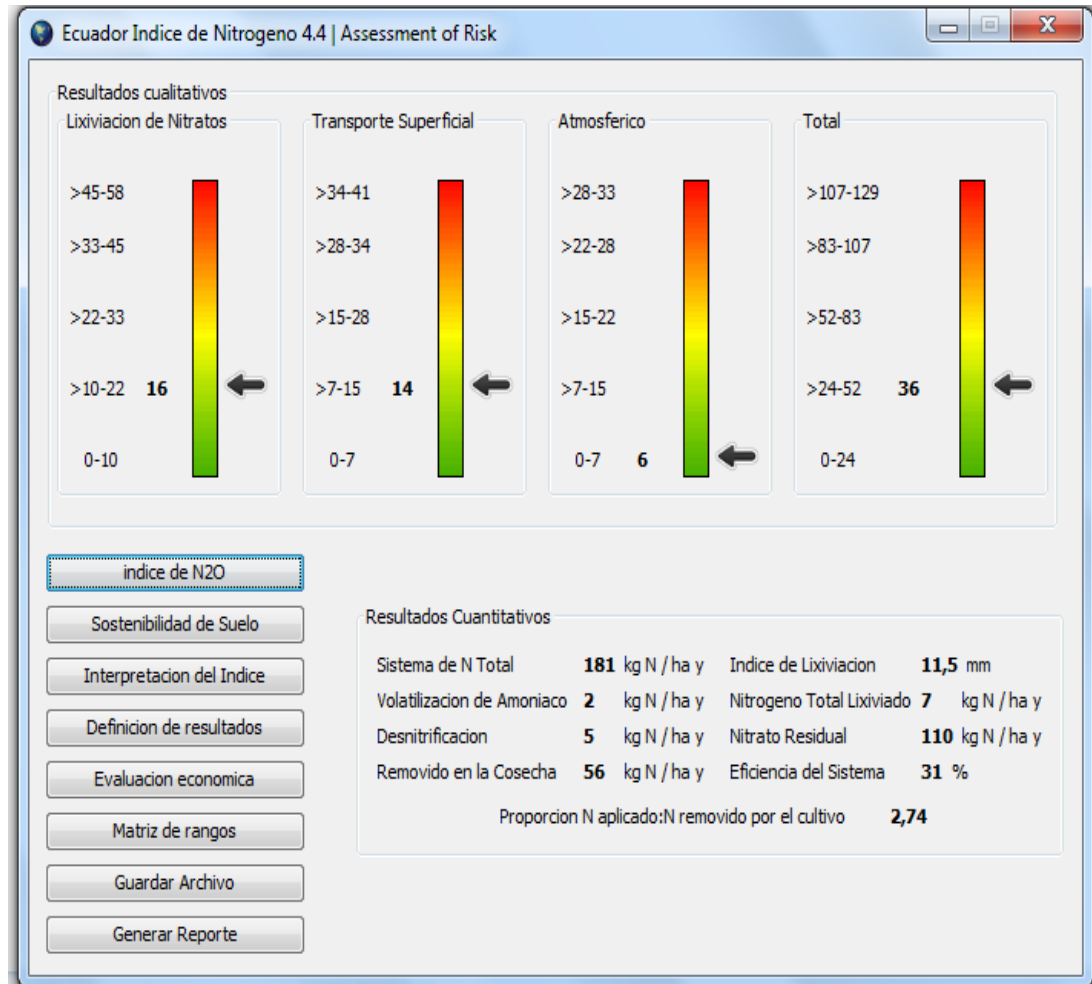 Ecuador Indice de Nitrogeno 4.4 | Assessment of Risk
Resultados cualitativos
Lixiviacion de Nitratos
>45-58
>33-45
>22-33
>10-22 16
0-10
Transporte Superficial
>34-41
>28-34
>15-28
>7-15 14
0-7
Atmosferico
>28-33
>22-28
>15-22
>7-15
0-7 6
Total
>107-129
>83-107
>52-83
>24-52 36
0-24
indice de N2O
Sostenibilidad de Suelo
Interpretacion del Indice
Definicion de resultados
Evaluacion economica
Matriz de rangos
Guardar Archivo
Generar Reporte
Resultados Cuantitativos
Sistema de N Total 181 kg N / ha y Indice de Lixiviacion 11,5 mm
Volatilizacion de Amoniaco 2 kg N / ha y Nitrogeno Total Lixiviado 7 kg N / ha y
Desnitrificacion 5 kg N / ha y Nitrato Residual 110 kg N / ha y
Removido en la Cosecha 56 kg N / ha y Eficiencia del Sistema 31 %
Proporcion N aplicado:N removido por el cultivo 2,74